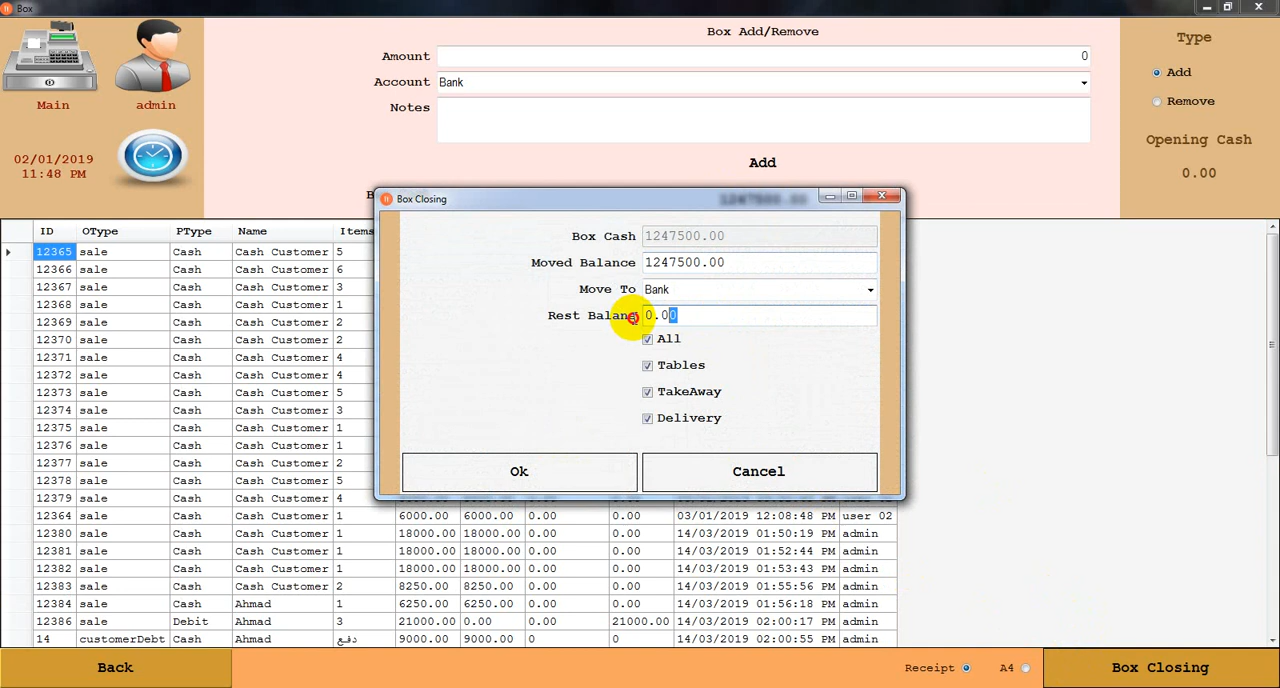 Box
Main
admin
02/01/2019
11:48 PM
Box Add/Remove
Amount 0
Account Bank
Notes
Add
Type
Add
Remove
Opening Cash
0.00
Box Closing 1247500.00
Box Cash 1247500.00
Moved Balance 1247500.00
Move To Bank
Rest Balanc 0.00
All
Tables
TakeAway
Delivery
Ok Cancel
ID OType PType Name Items
12365 sale Cash Cash Customer 5
12366 sale Cash Cash Customer 6
12367 sale Cash Cash Customer 3
12368 sale Cash Cash Customer 1
12369 sale Cash Cash Customer 2
12370 sale Cash Cash Customer 2
12371 sale Cash Cash Customer 4
12372 sale Cash Cash Customer 4
12373 sale Cash Cash Customer 5
12374 sale Cash Cash Customer 3
12375 sale Cash Cash Customer 1
12376 sale Cash Cash Customer 1
12377 sale Cash Cash Customer 2
12378 sale Cash Cash Customer 5
12379 sale Cash Cash Customer 4
12364 sale Cash Cash Customer 1 6000.00 6000.00 0.00 0.00 03/01/2019 12:08:48 PM user 02
12380 sale Cash Cash Customer 1 18000.00 18000.00 0.00 0.00 14/03/2019 01:50:19 PM admin
12381 sale Cash Cash Customer 1 18000.00 18000.00 0.00 0.00 14/03/2019 01:52:44 PM admin
12382 sale Cash Cash Customer 1 18000.00 18000.00 0.00 0.00 14/03/2019 01:53:43 PM admin
12383 sale Cash Cash Customer 2 8250.00 8250.00 0.00 0.00 14/03/2019 01:55:56 PM admin
12384 sale Cash Ahmad 1 6250.00 6250.00 0.00 0.00 14/03/2019 01:56:18 PM admin
12386 sale Debit Ahmad 3 21000.00 0.00 0.00 21000.00 14/03/2019 02:00:17 PM admin
14 customerDebt Cash Ahmad دفع 9000.00 9000.00 0 0 14/03/2019 02:00:55 PM admin
Back
Receipt A4
Box Closing